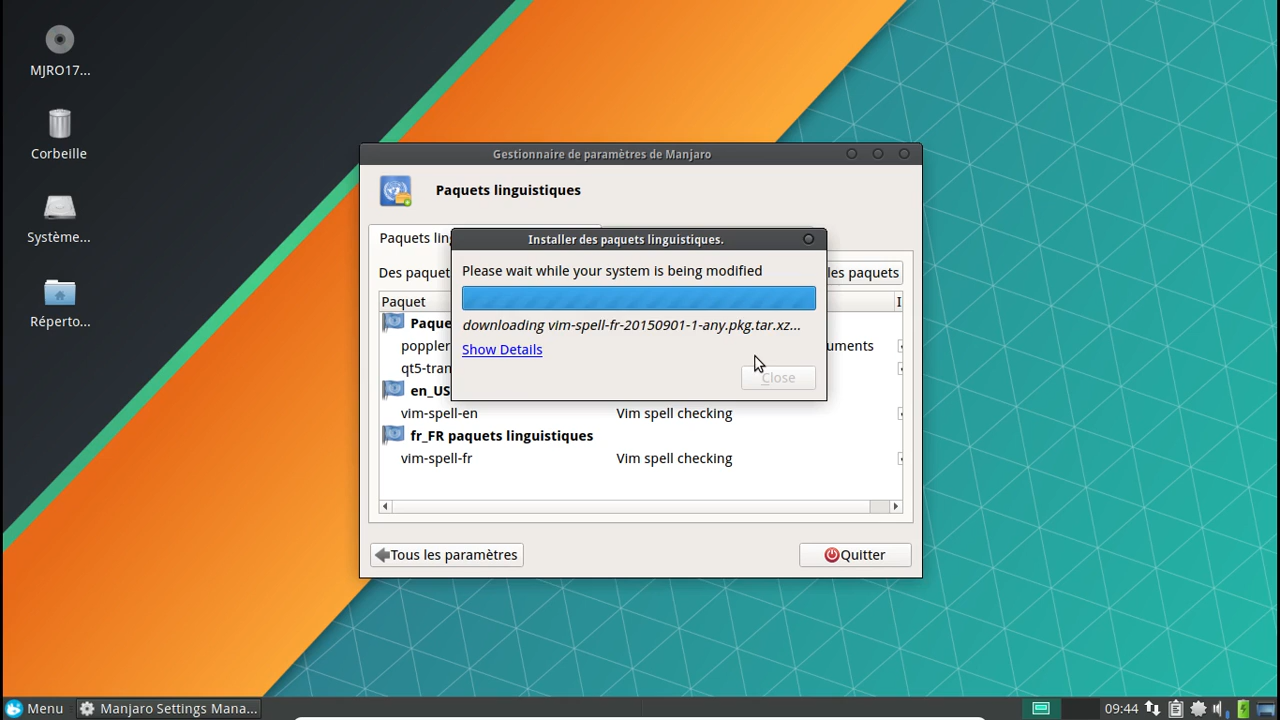 MJRO17...
Corbeille
Système...
Réperto...
Gestionnaire de paramètres de Manjaro
Paquets linguistiques
Paquets lin
Installer des paquets linguistiques.
Please wait while your system is being modified
downloading vim-spell-fr-20150901-1-any.pkg.tar.xz...
Show Details
Close
Des paquet
les paquets
Paquet
I
Paque
poppler
uments
qt5-tran
en_US
vim-spell-en Vim spell checking
fr_FR paquets linguistiques
vim-spell-fr Vim spell checking
Tous les paramètres
Quitter
Menu
Manjaro Settings Mana...
09:44